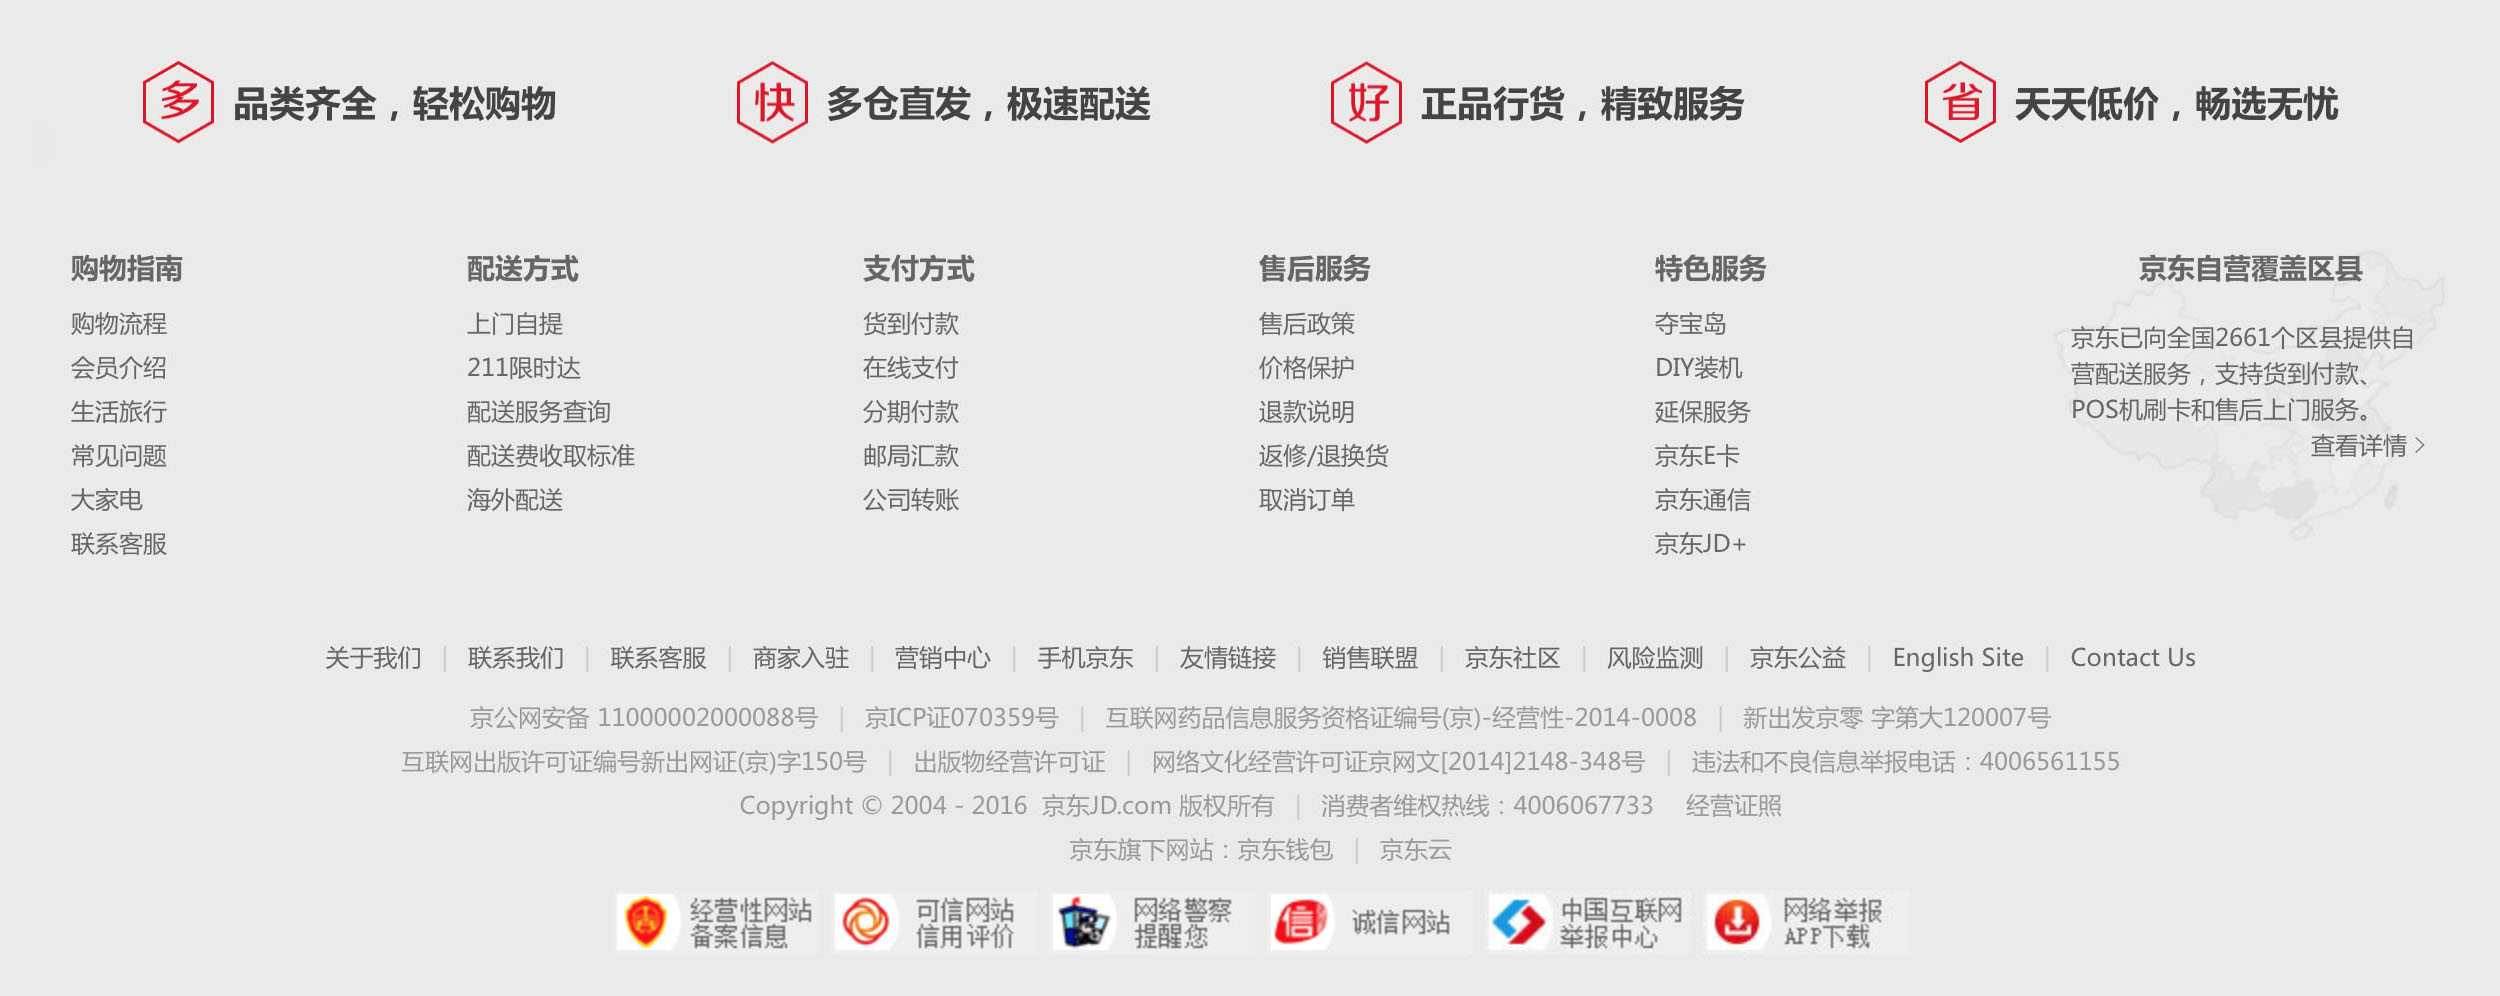 多 品类齐全，轻松购物
快 多仓直发，极速配送
好 正品行货，精致服务
省 天天低价，畅选无忧
购物指南
购物流程
会员介绍
生活旅行
常见问题
大家电
联系客服
配送方式
上门自提
211限时达
配送服务查询
配送费收取标准
海外配送
支付方式
货到付款
在线支付
分期付款
邮局汇款
公司转账
售后服务
售后政策
价格保护
退款说明
返修/退换货
取消订单
特色服务
夺宝岛
DIY装机
延保服务
京东E卡
京东通信
京东JD+
京东自营覆盖区县
京东已向全国2661个区县提供自
营配送服务，支持货到付款、
POS机刷卡和售后上门服务。
查看详情 >
关于我们 | 联系我们 | 联系客服 | 商家入驻 | 营销中心 | 手机京东 | 友情链接 | 销售联盟 | 京东社区 | 风险监测 | 京东公益 | English Site | Contact Us
京公网安备 11000002000088号 | 京ICP证070359号 | 互联网药品信息服务资格证编号(京)-经营性-2014-0008 | 新出发京零 字第大120007号
互联网出版许可证编号新出网证(京)字150号 | 出版物经营许可证 | 网络文化经营许可证京网文[2014]2148-348号 | 违法和不良信息举报电话：4006561155
Copyright © 2004 - 2016 京东JD.com 版权所有 | 消费者维权热线：4006067733 经营证照
京东旗下网站：京东钱包 | 京东云
经营性网站
备案信息
可信网站
信用评价
网络警察
提醒您
信 诚信网站
中国互联网
举报中心
网络举报
APP下载